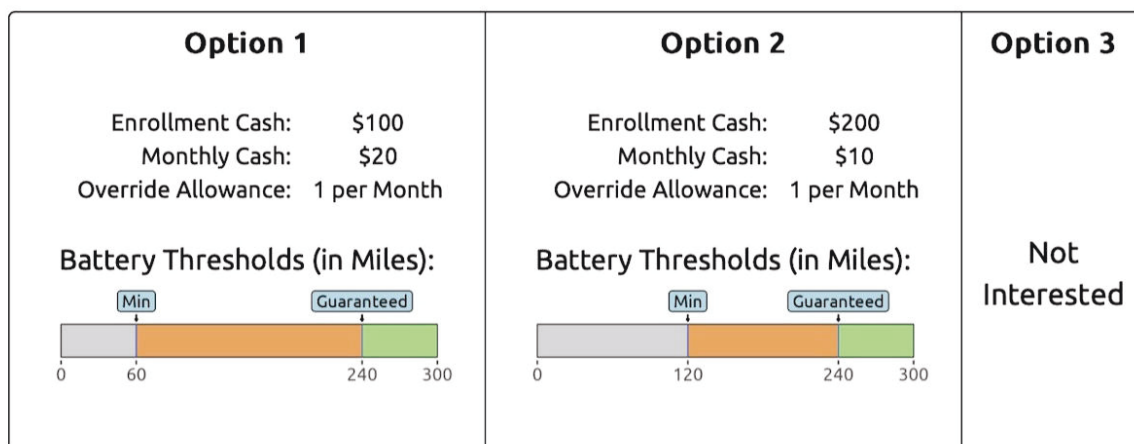 Option 1
Enrollment Cash: $100
Monthly Cash: $20
Override Allowance: 1 per Month
Battery Thresholds (in Miles):
Min Guaranteed
0 60 240 300
Option 2
Enrollment Cash: $200
Monthly Cash: $10
Override Allowance: 1 per Month
Battery Thresholds (in Miles):
Min Guaranteed
0 120 240 300
Option 3
Not
Interested